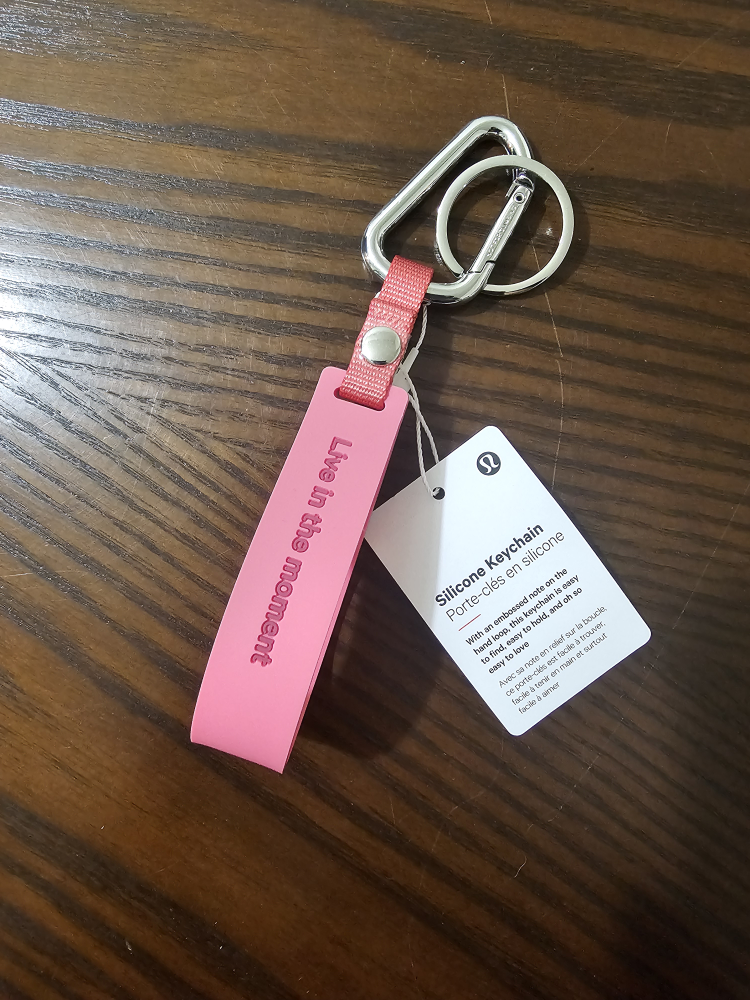 Live in the moment
Silicone Keychain
Porte-clés en silicone
With an embossed note on the
hand loop, this keychain is easy
to find, easy to hold, and oh so
easy to love
Avec sa note en relief sur la boucle,
ce porte-clés est facile à trouver,
facile à tenir en main et surtout
facile à aimer